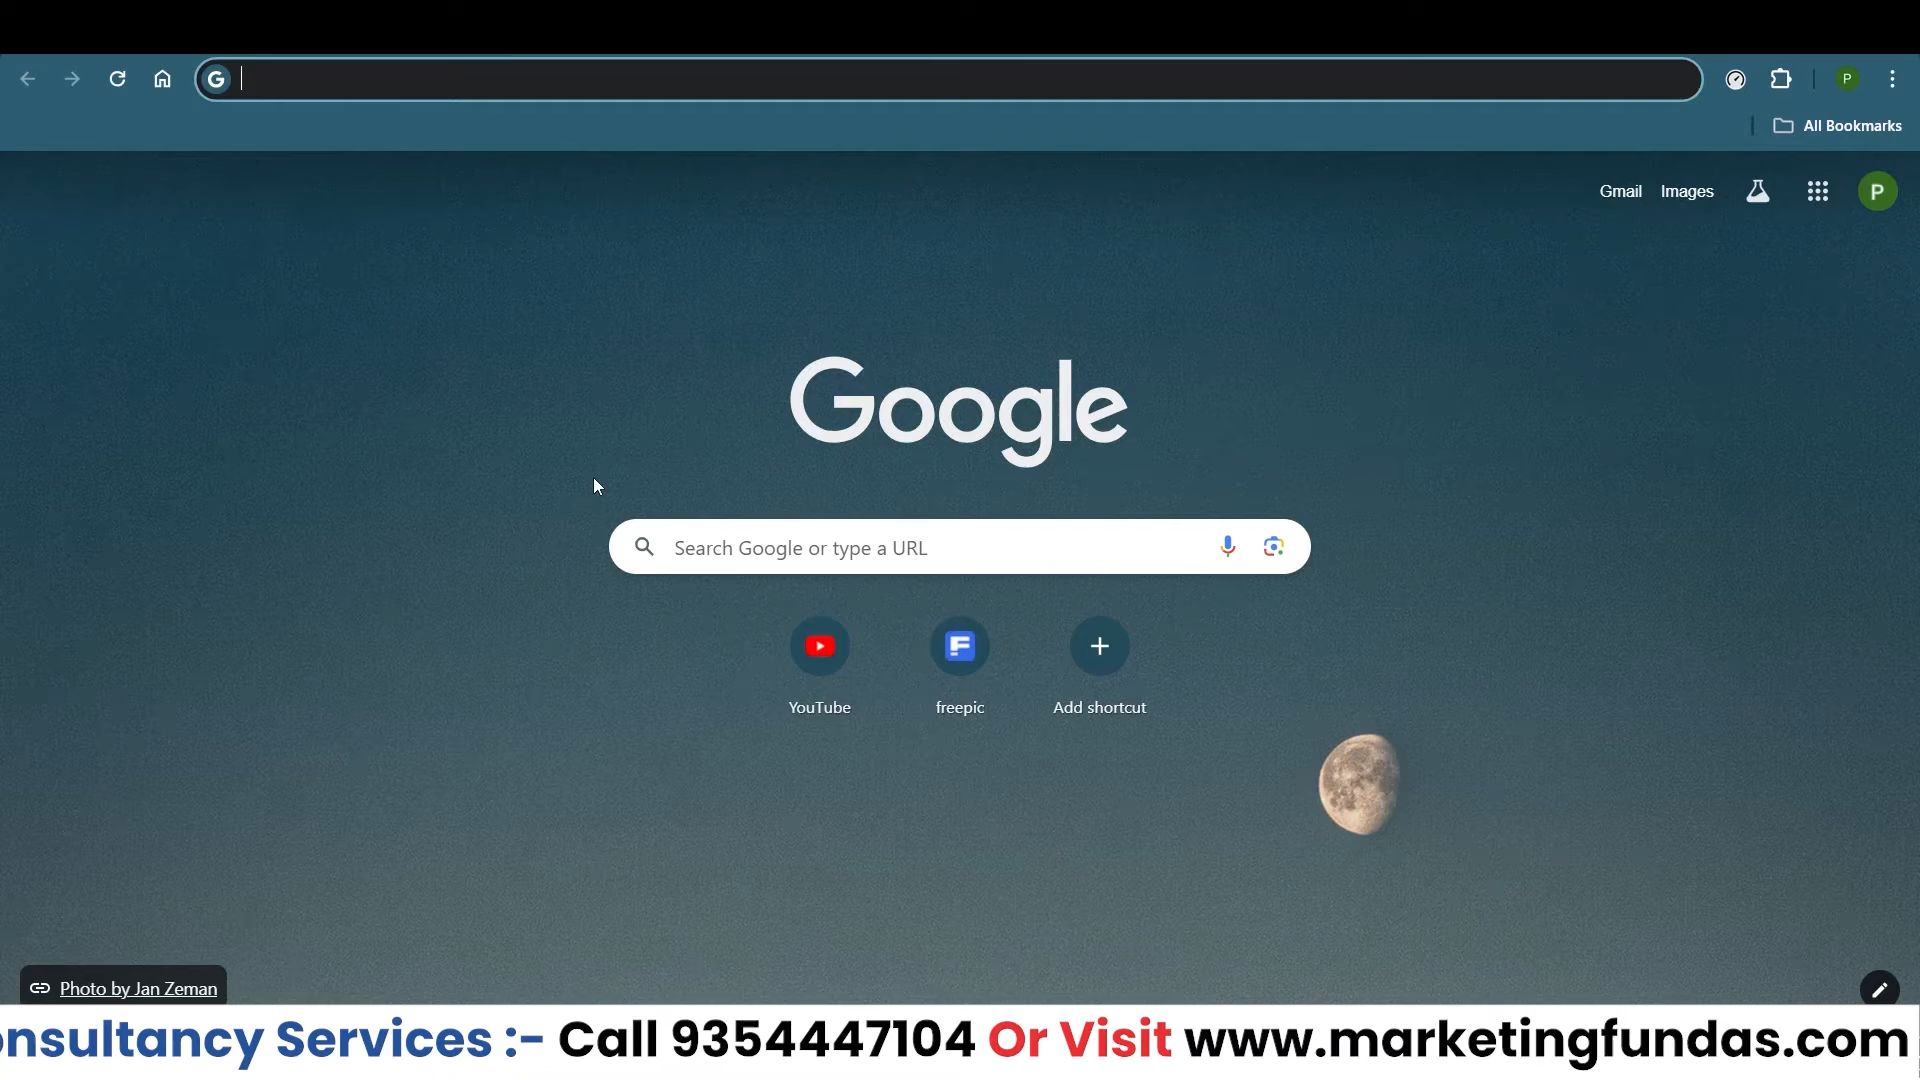 P
All Bookmarks
Gmail Images
P
Google
Search Google or type a URL
YouTube freepic Add shortcut
Photo by Jan Zeman
onsultancy Services :- Call 9354447104 Or Visit www.marketingfundas.com